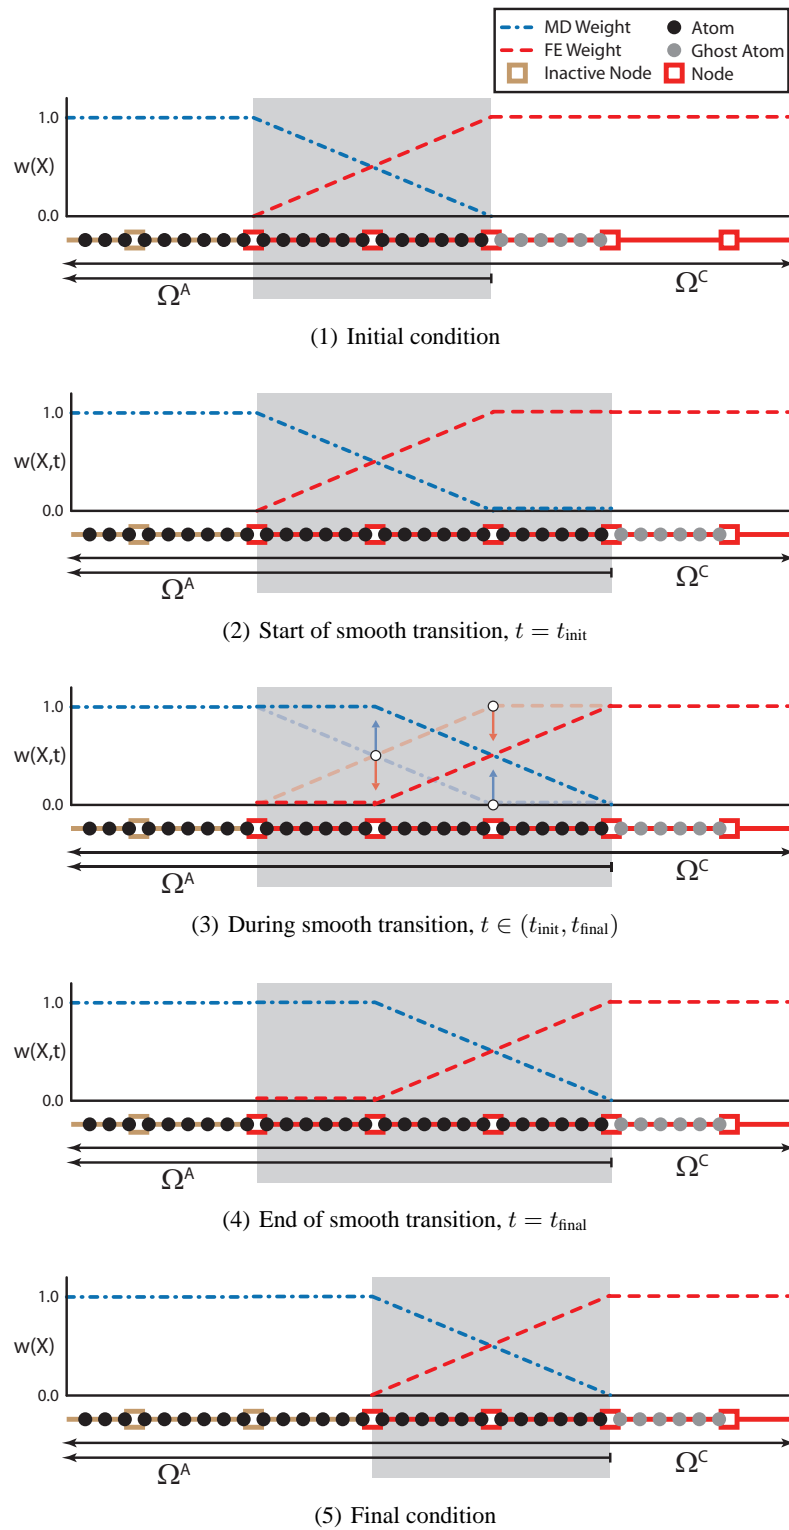 MD Weight
Atom
FE Weight
Ghost Atom
Inactive Node
Node
1.0
w(X)
0.0
Ω^A
Ω^C
(1) Initial condition
1.0
w(X,t)
0.0
Ω^A
Ω^C
(2) Start of smooth transition, t = t_init
1.0
w(X,t)
0.0
Ω^A
Ω^C
(3) During smooth transition, t ∈ (t_init, t_final)
1.0
w(X,t)
0.0
Ω^A
Ω^C
(4) End of smooth transition, t = t_final
1.0
w(X)
0.0
Ω^A
Ω^C
(5) Final condition